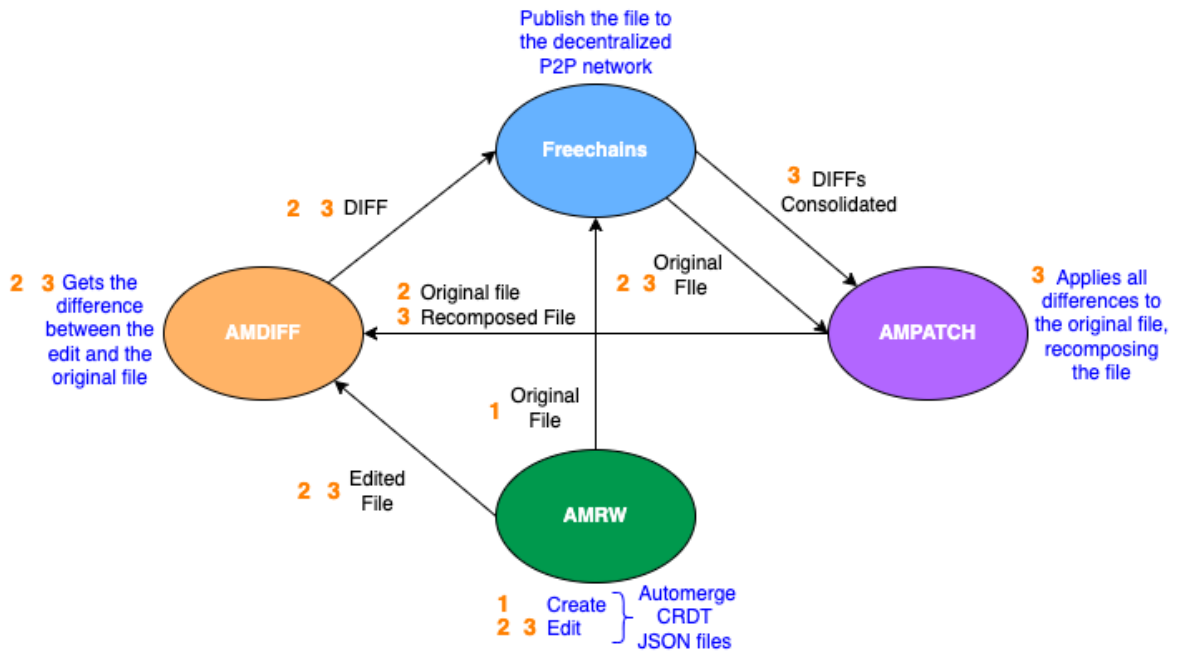 Publish the file to
the decentralized
P2P network
Freechains
3 DIFFs
Consolidated
2 3 DIFF
2 3 Original
FIle
2 3 Gets the
difference
between the
edit and the
original file
AMDIFF
2 Original file
3 Recomposed File
AMPATCH
3 Applies all
differences to
the original file,
recomposing
the file
1 Original
File
2 3 Edited
File
AMRW
1 Create
2 3 Edit
Automerge
CRDT
JSON files